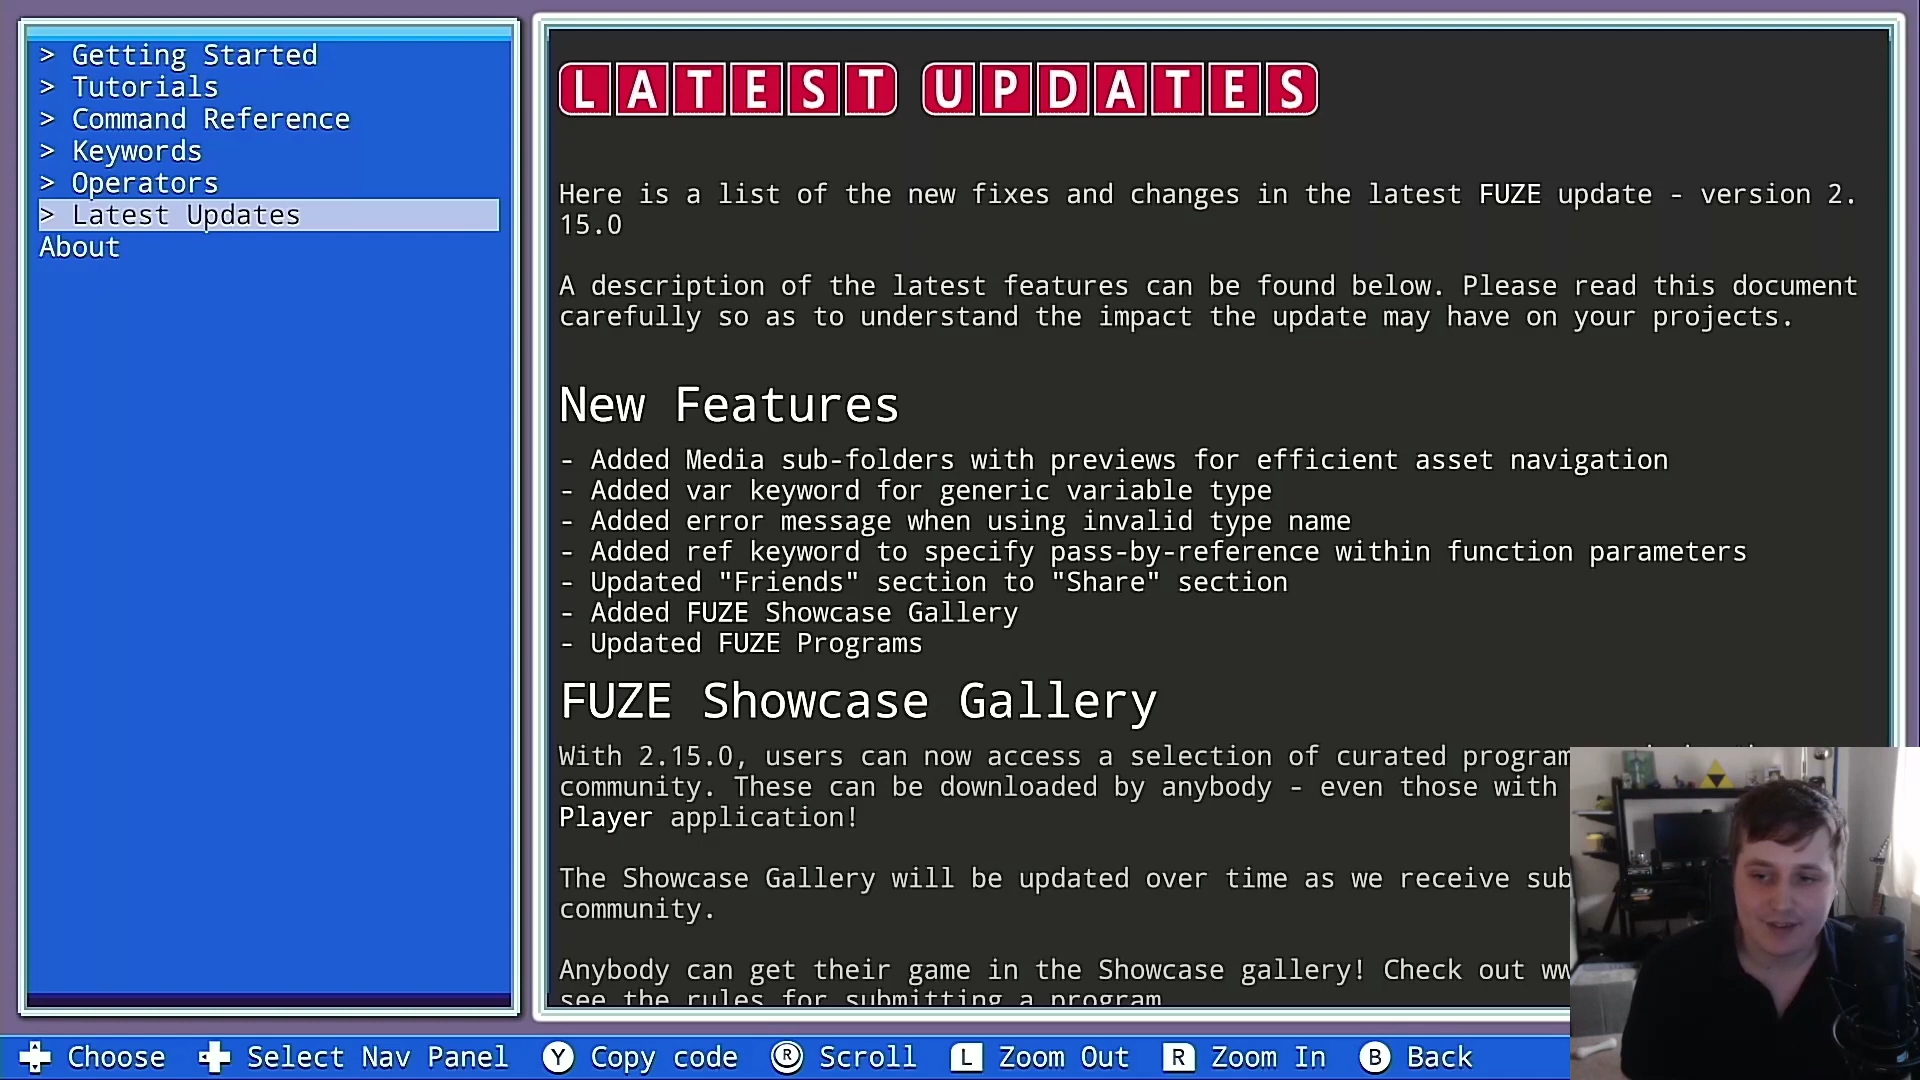 > Getting Started
> Tutorials
> Command Reference
> Keywords
> Operators
> Latest Updates
About
LATEST UPDATES
Here is a list of the new fixes and changes in the latest FUZE update - version 2.
15.0
A description of the latest features can be found below. Please read this document
carefully so as to understand the impact the update may have on your projects.
New Features
- Added Media sub-folders with previews for efficient asset navigation
- Added var keyword for generic variable type
- Added error message when using invalid type name
- Added ref keyword to specify pass-by-reference within function parameters
- Updated "Friends" section to "Share" section
- Added FUZE Showcase Gallery
- Updated FUZE Programs
FUZE Showcase Gallery
With 2.15.0, users can now access a selection of curated program
community. These can be downloaded by anybody - even those with
Player application!
The Showcase Gallery will be updated over time as we receive sub
community.
Anybody can get their game in the Showcase gallery! Check out ww
see the rules for submitting a program
Choose Select Nav Panel Y Copy code R Scroll L Zoom Out R Zoom In B Back